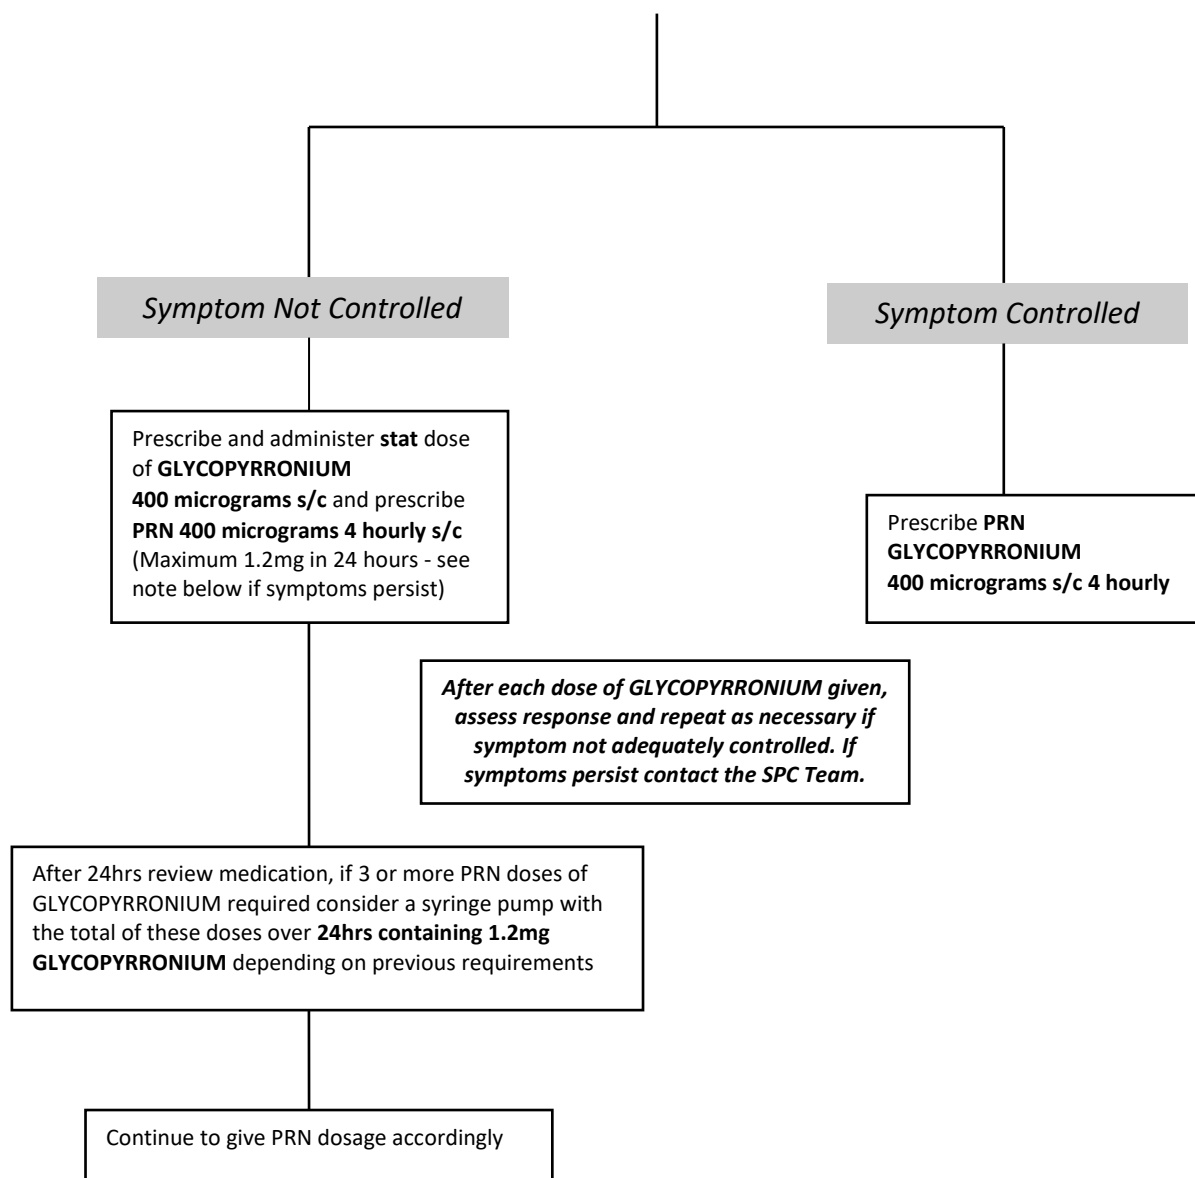 Symptom Not Controlled
Symptom Controlled
Prescribe and administer stat dose
of GLYCOPYRRONIUM
400 micrograms s/c and prescribe
PRN 400 micrograms 4 hourly s/c
(Maximum 1.2mg in 24 hours - see
note below if symptoms persist)
Prescribe PRN
GLYCOPYRRONIUM
400 micrograms s/c 4 hourly
After each dose of GLYCOPYRRONIUM given,
assess response and repeat as necessary if
symptom not adequately controlled. If
symptoms persist contact the SPC Team.
After 24hrs review medication, if 3 or more PRN doses of
GLYCOPYRRONIUM required consider a syringe pump with
the total of these doses over 24hrs containing 1.2mg
GLYCOPYRRONIUM depending on previous requirements
Continue to give PRN dosage accordingly